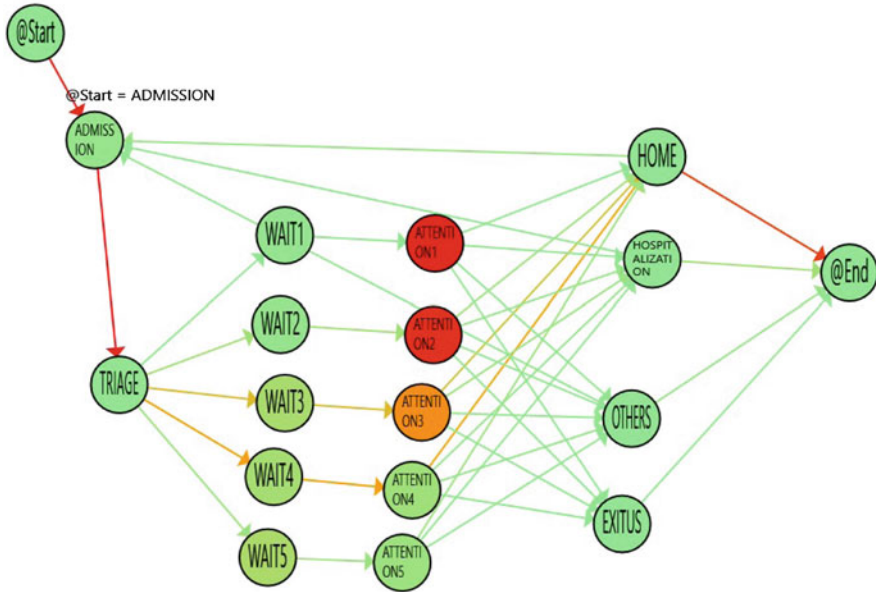 @Start
@Start = ADMISSION
ADMISS
ION
HOME
WAIT1
ATTENTI
ON1
HOSPIT
ALIZATI
ON
@End
WAIT2
ATTENTI
ON2
TRIAGE
WAIT3
ATTENTI
ON3
OTHERS
WAIT4
ATTENTI
ON4
EXITUS
WAIT5
ATTENTI
ON5